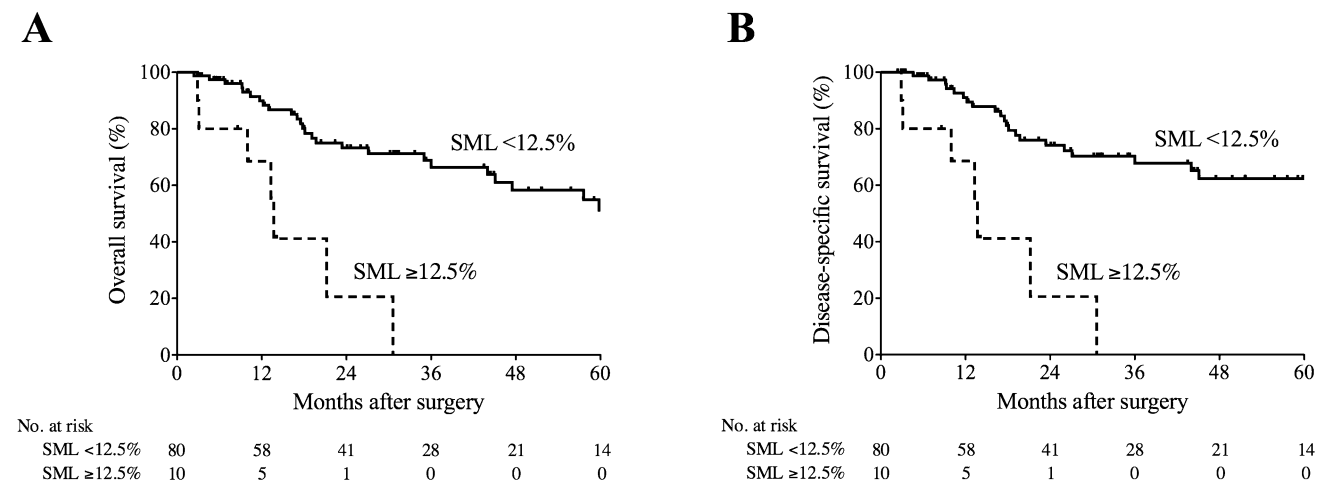 A
Overall survival (%)
100
80
60
40
20
0
SML <12.5%
SML ≥12.5%
0 12 24 36 48 60
Months after surgery
No. at risk
SML <12.5% 80 58 41 28 21 14
SML ≥12.5% 10 5 1 0 0 0
B
Disease-specific survival (%)
100
80
60
40
20
0
SML <12.5%
SML ≥12.5%
0 12 24 36 48 60
Months after surgery
No. at risk
SML <12.5% 80 58 41 28 21 14
SML ≥12.5% 10 5 1 0 0 0